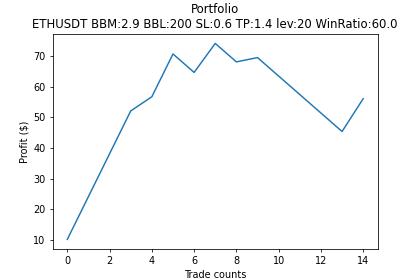 Portfolio
ETHUSDT BBM:2.9 BBL:200 SL:0.6 TP:1.4 lev:20 WinRatio:60.0
70
60
50
40
30
20
10
Profit ($)
0 2 4 6 8 10 12 14
Trade counts